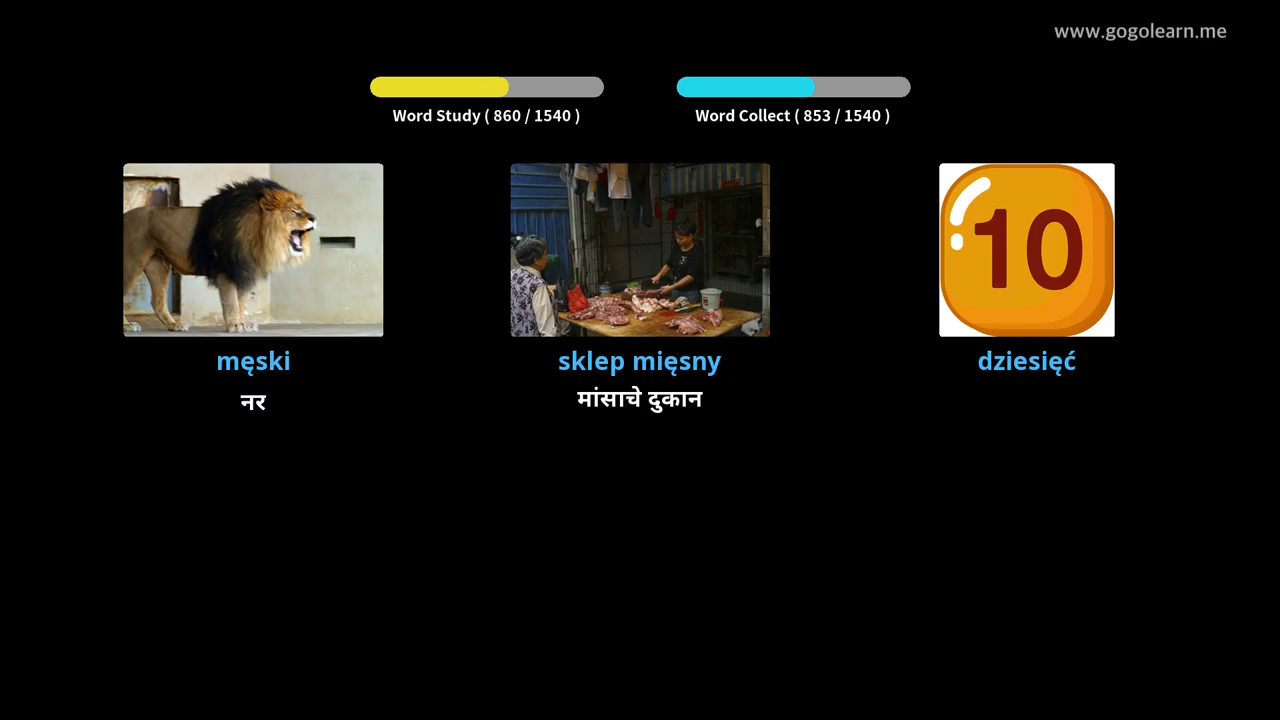 www.gogolearn.me
Word Study ( 860 / 1540 )
Word Collect ( 853 / 1540 )
10
męski
sklep mięsny
dziesięć
नर
मांसाचे दुकान